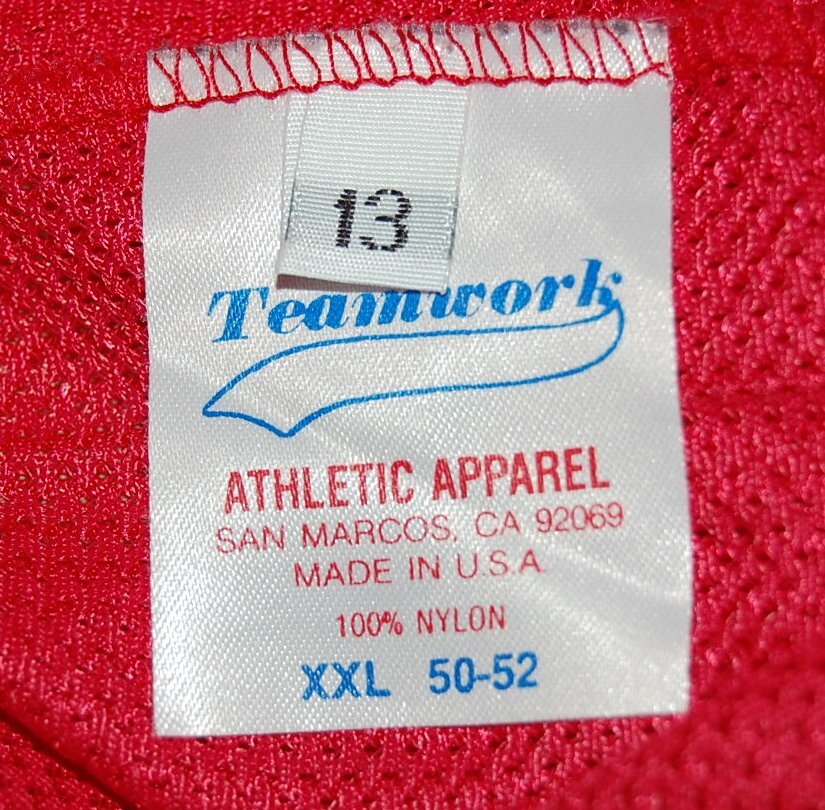 13
Teamwork
ATHLETIC APPAREL
SAN MARCOS, CA 92069
MADE IN U.S.A
100% NYLON
XXL 50-52